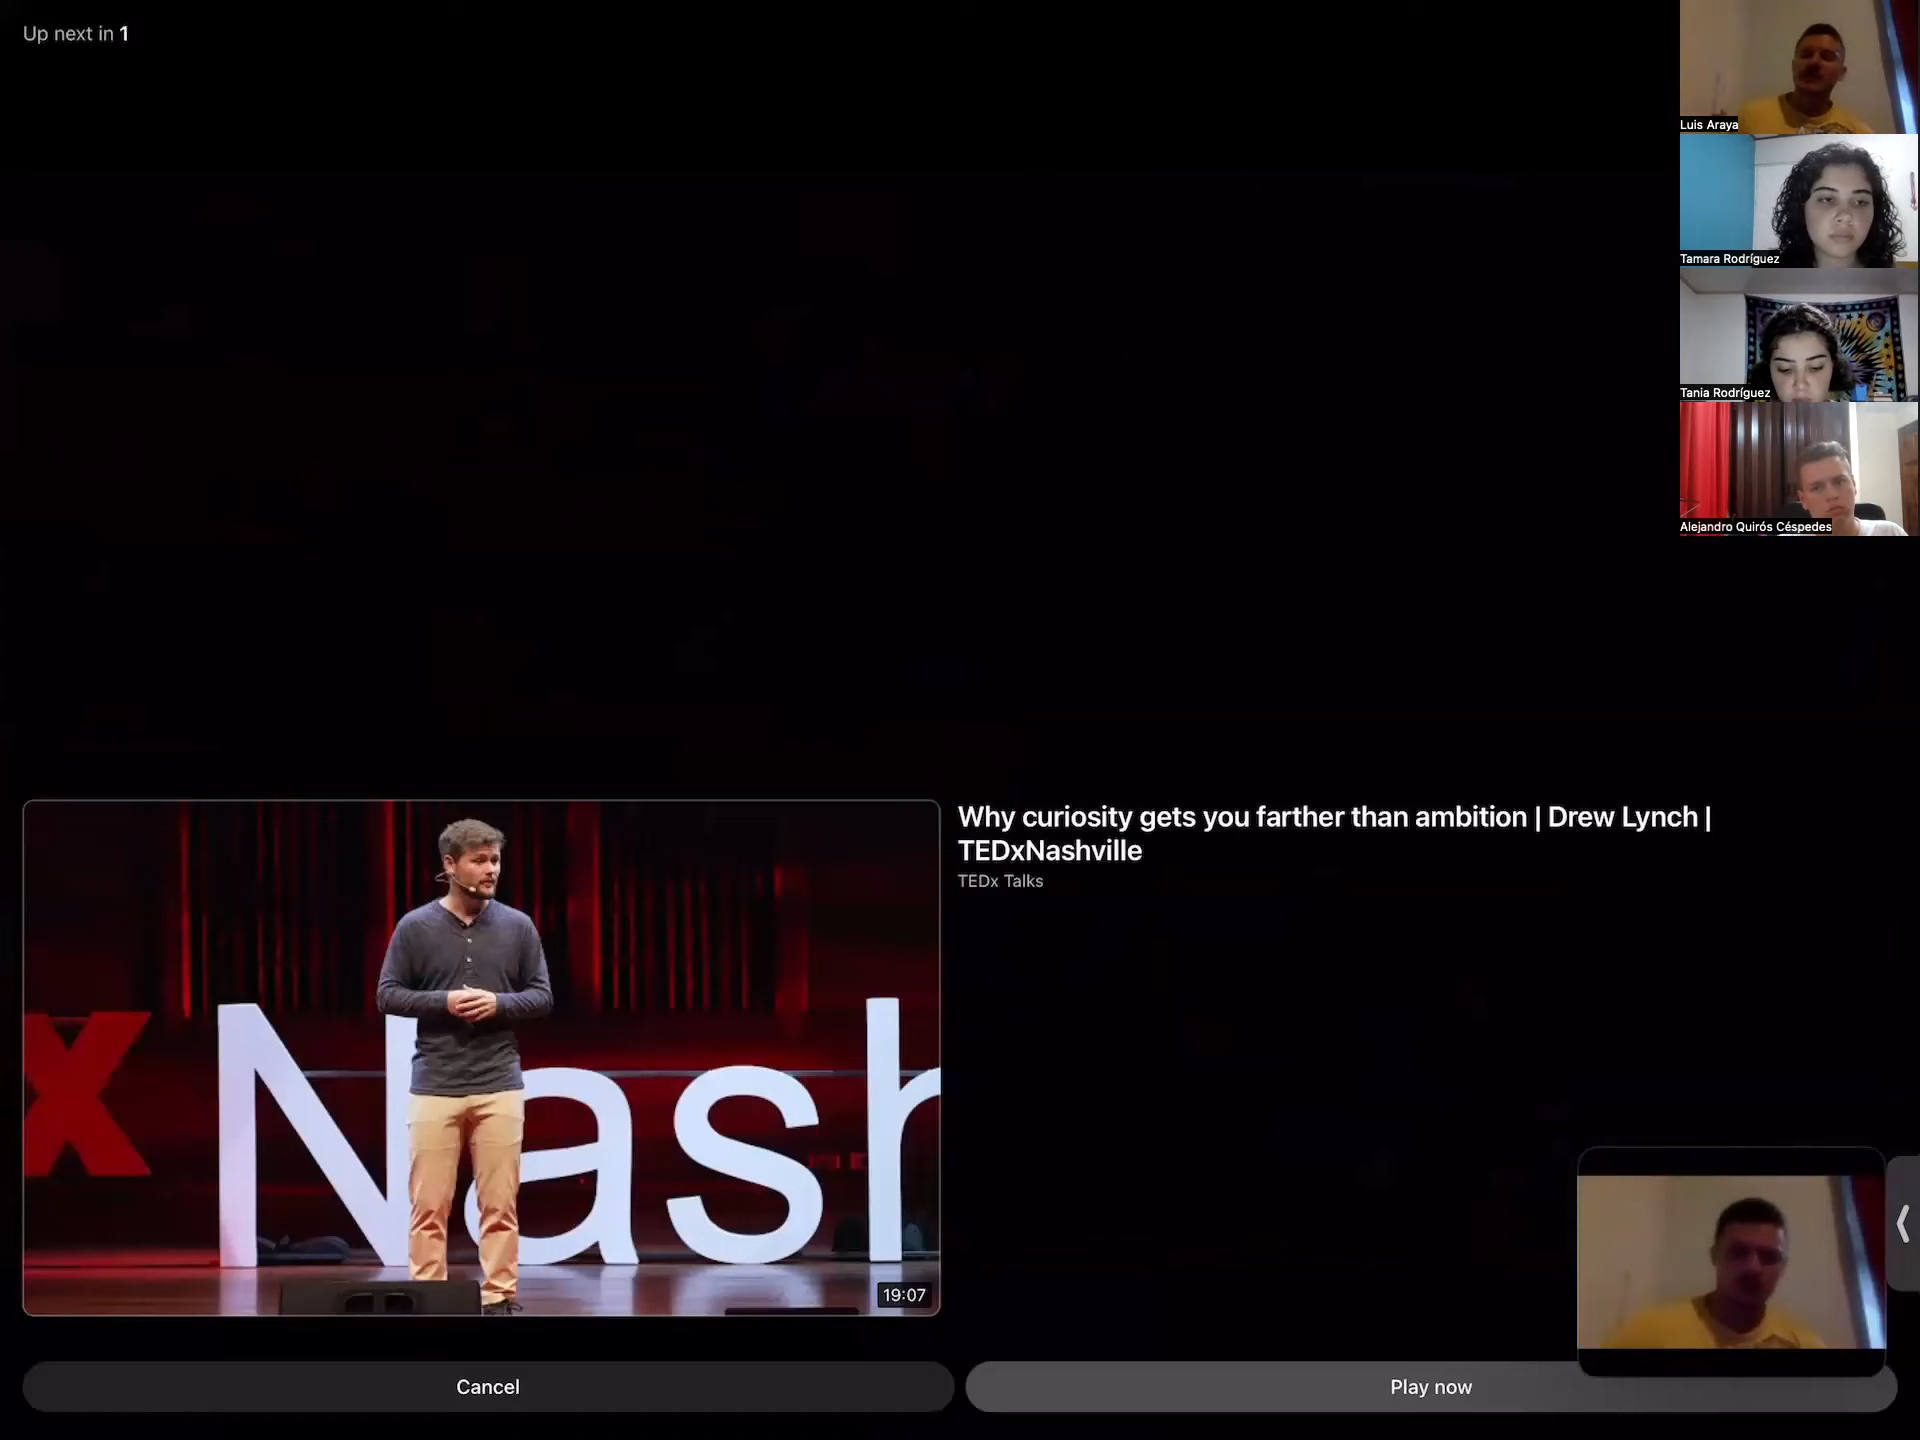 Up next in 1
Luis Araya
Tamara Rodríguez
Tania Rodríguez
Alejandro Quirós Céspedes
Why curiosity gets you farther than ambition | Drew Lynch |
TEDxNashville
TEDx Talks
x Nash
19:07
Cancel
Play now